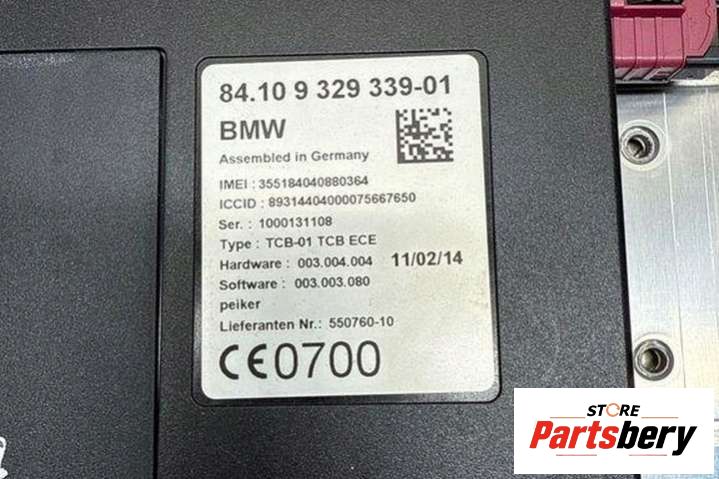 84.10 9 329 339-01
BMW
Assembled in Germany
IMEI : 355184040880364
ICCID : 89314404000075667650
Ser. : 1000131108
Type : TCB-01 TCB ECE
Hardware : 003.004.004 11/02/14
Software : 003.003.080
peiker
Lieferanten Nr.: 550760-10
CE0700
STORE
Partsbery